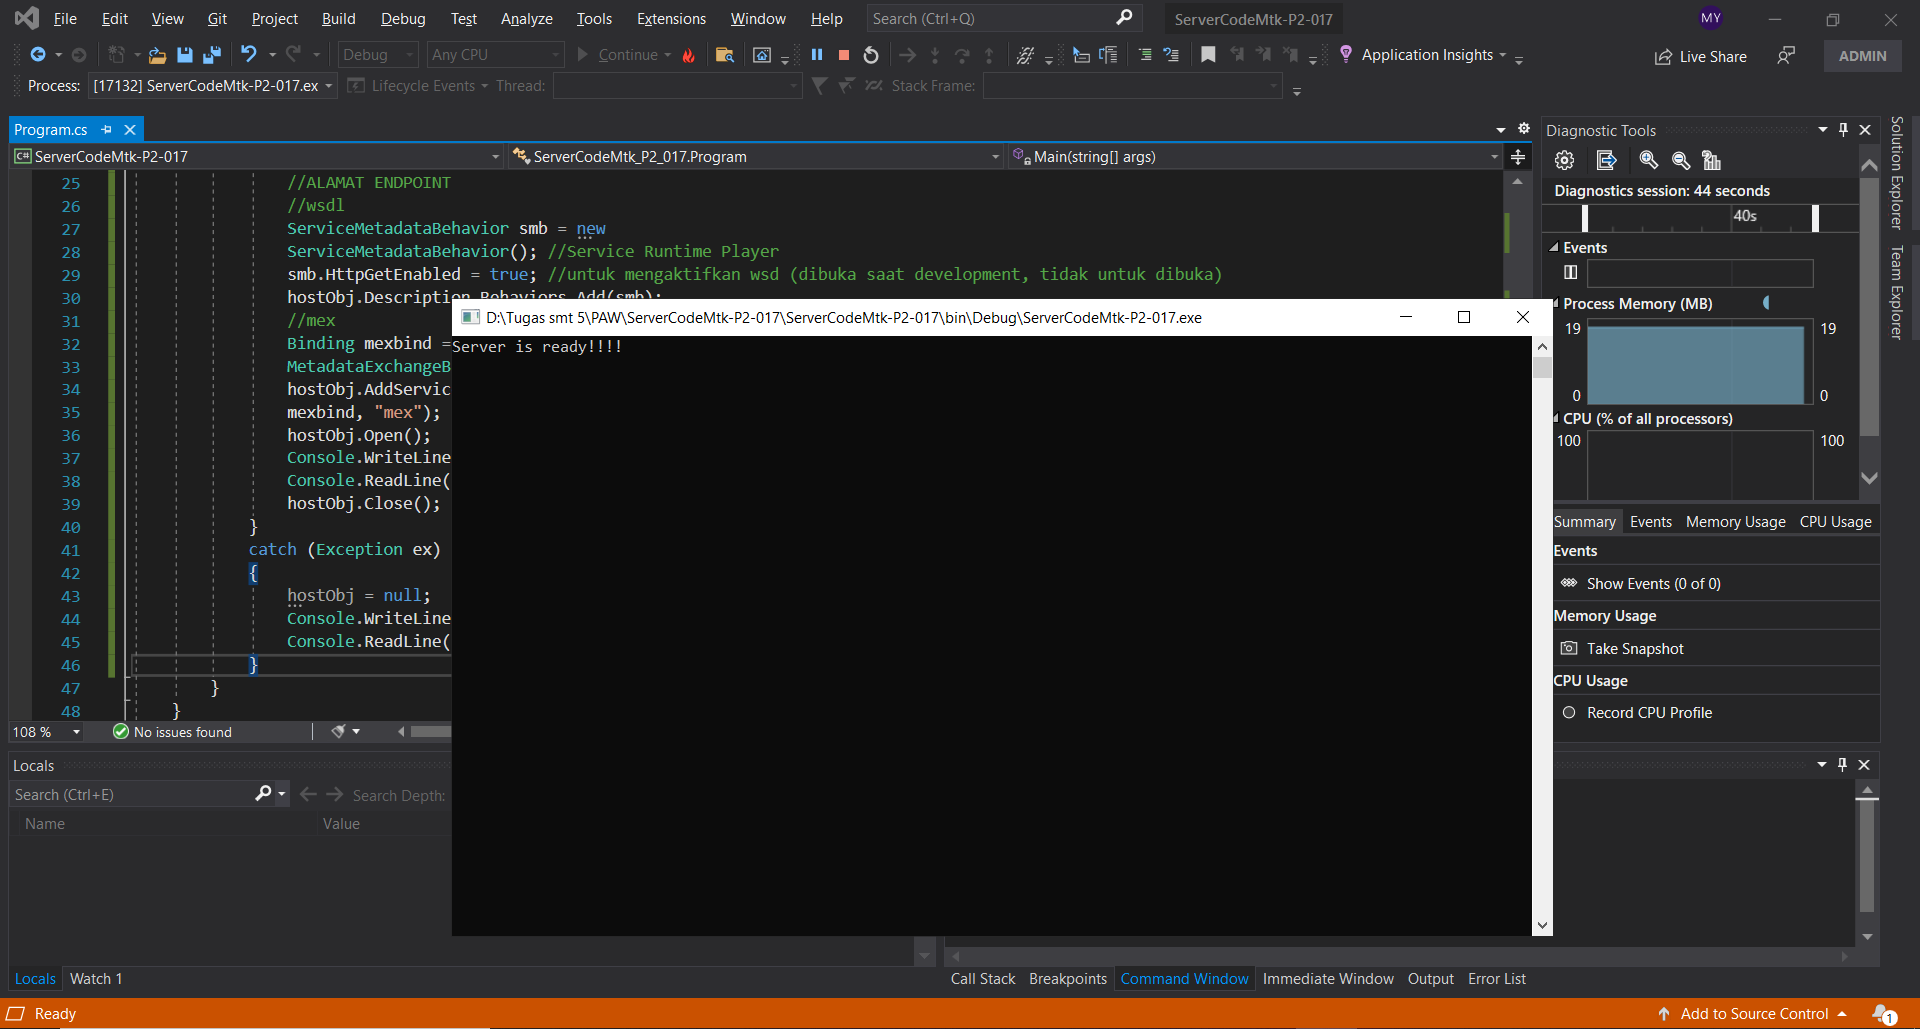 File Edit View Git Project Build Debug Test Analyze Tools Extensions Window Help Search (Ctrl+Q) ServerCodeMtk-P2-017 MY
Debug Any CPU Continue Application Insights Live Share ADMIN
Process: [17132] ServerCodeMtk-P2-017.ex Lifecycle Events Thread: Stack Frame:
Program.cs
C# ServerCodeMtk-P2-017 ServerCodeMtk_P2_017.Program Main(string[] args)
25 //ALAMAT ENDPOINT
26 //wsdl
27 ServiceMetadataBehavior smb = new
28 ServiceMetadataBehavior(); //Service Runtime Player
29 smb.HttpGetEnabled = true; //untuk mengaktifkan wsd (dibuka saat development, tidak untuk dibuka)
30 hostObj.Description.Behaviors.Add(smb);
31 //mex
32 Binding mexbind =
33 MetadataExchangeB
34 hostObj.AddServic
35 mexbind, "mex");
36 hostObj.Open();
37 Console.WriteLine
38 Console.ReadLine(
39 hostObj.Close();
40 }
41 catch (Exception ex)
42 {
43 hostObj = null;
44 Console.WriteLine
45 Console.ReadLine(
46 }
47 }
48 }
108 % No issues found
D:\Tugas smt 5\PAW\ServerCodeMtk-P2-017\ServerCodeMtk-P2-017\bin\Debug\ServerCodeMtk-P2-017.exe
Server is ready!!!!
Diagnostic Tools
Diagnostics session: 44 seconds
40s
Events
Process Memory (MB)
19 19
0 0
CPU (% of all processors)
100 100
Summary Events Memory Usage CPU Usage
Events
Show Events (0 of 0)
Memory Usage
Take Snapshot
CPU Usage
Record CPU Profile
Solution Explorer
Team Explorer
Locals
Search (Ctrl+E) Search Depth:
Name Value
Locals Watch 1
Call Stack Breakpoints Command Window Immediate Window Output Error List
Ready Add to Source Control 1